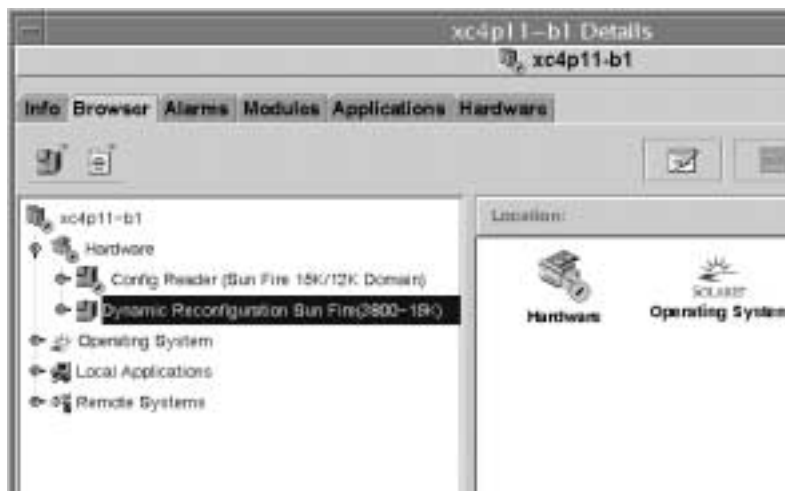 xc4p11-b1 Details
xc4p11-b1
Info Browser Alarms Modules Applications Hardware
xc4p11-b1
Location:
Hardware
Config Reader (Sun Fire 15K/12K Domain)
Dynamic Reconfiguration Sun Fire(3800-15K)
SOLARIS
Hardware
Operating System
Operating System
Local Applications
Remote Systems